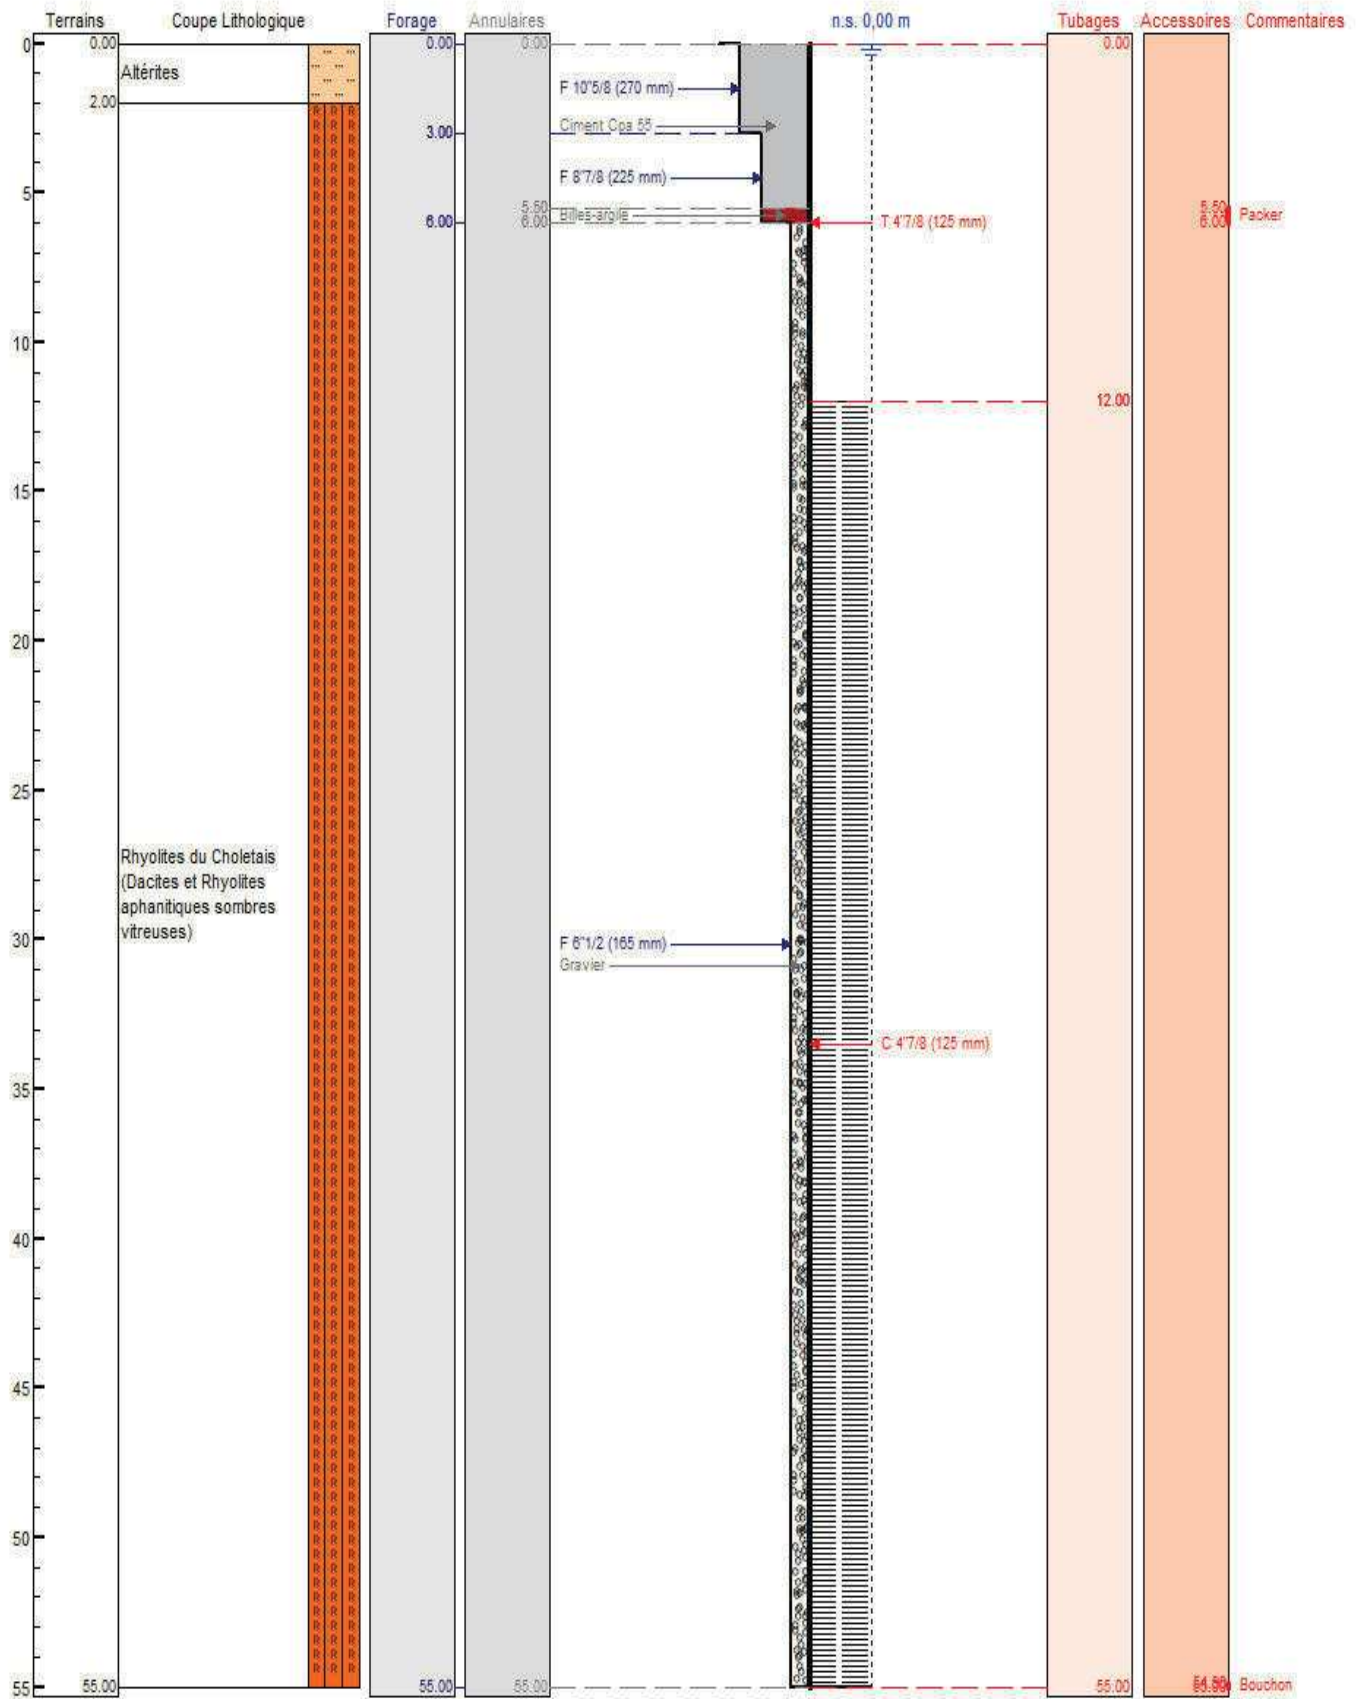 Terrains Coupe Lithologique Forage Annulaires n.s. 0,00 m Tubages Accessoires Commentaires
0 0.00 0.00 0.00 0.00
Altérites
F 10"5/8 (270 mm)
2.00
Ciment Cpa 55
3.00
F 8"7/8 (225 mm)
5
5.50 5.50
Billes-argile Packer
6.00 6.00 T 4"7/8 (125 mm) 6.00
10
12.00
15
20
25
Rhyolites du Choletais
(Dacites et Rhyolites
aphanitiques sombres
vitreuses)
30 F 6"1/2 (165 mm)
Gravier
C 4"7/8 (125 mm)
35
40
45
50
55 55.00 55.00 55.00 55.00 Bouchon